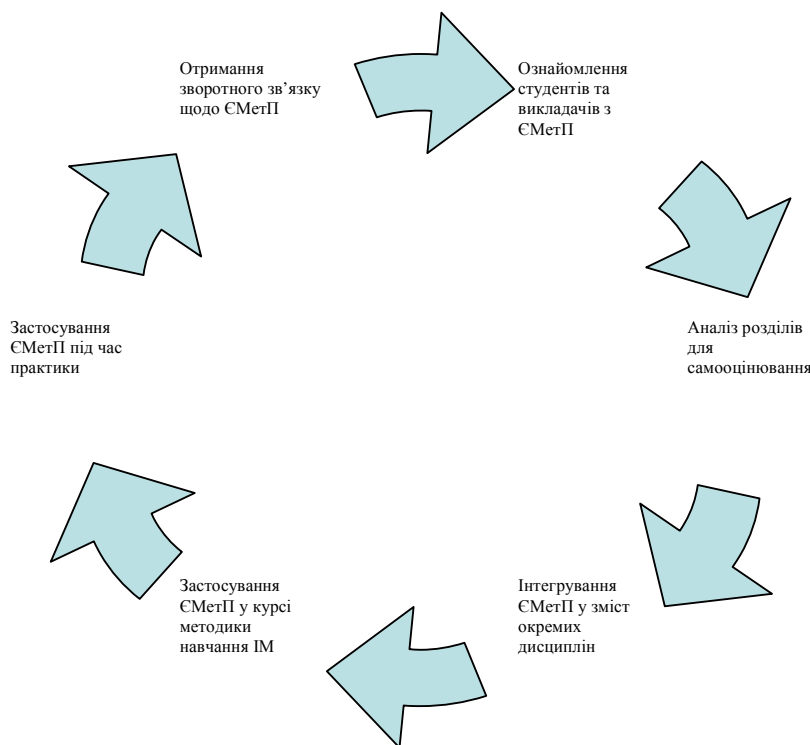 Отримання
зворотного зв’язку
щодо ЄМетП
Ознайомлення
студентів та
викладачів з
ЄМетП
Аналіз розділів
для
самооцінювання
Інтегрування
ЄМетП у зміст
окремих
дисциплін
Застосування
ЄМетП у курсі
методики
навчання ІМ
Застосування
ЄМетП під час
практики